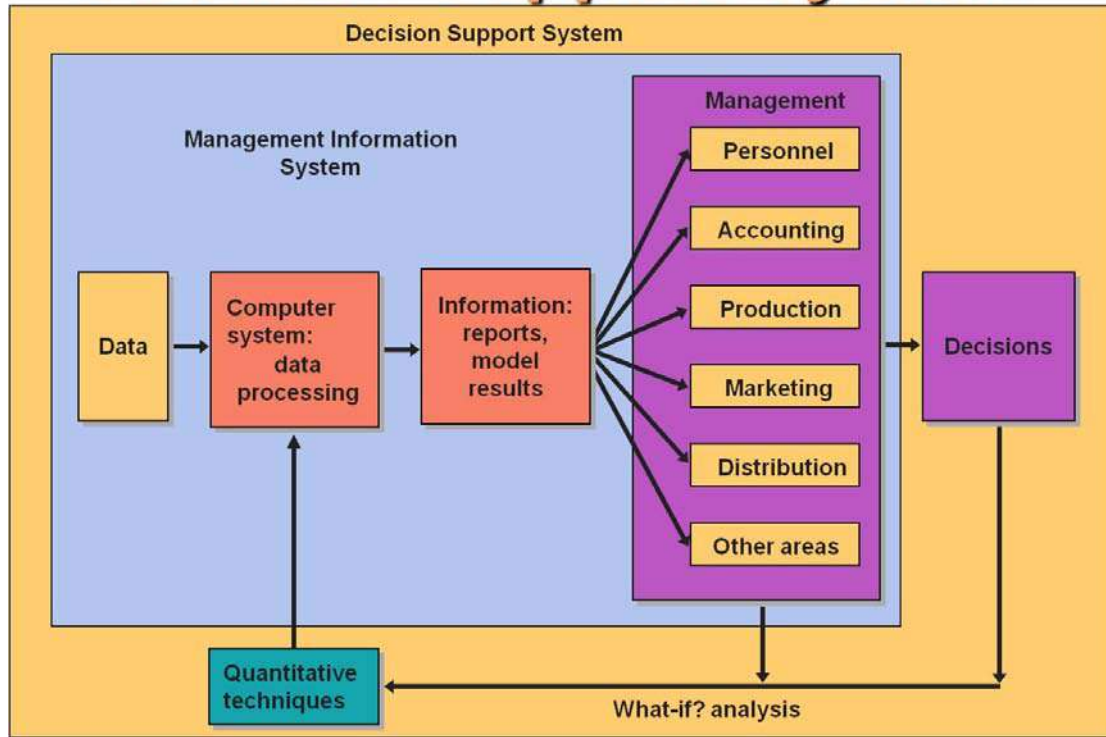 Decision Support System
Management Information
System
Management
Personnel
Accounting
Production
Marketing
Distribution
Other areas
Data
Computer
system:
data
processing
Information:
reports,
model
results
Decisions
Quantitative
techniques
What-if? analysis